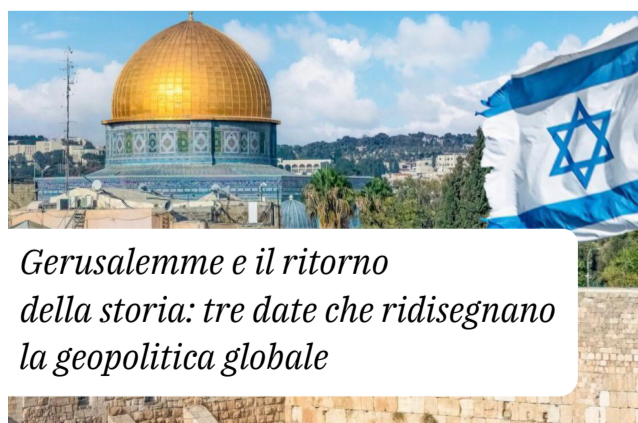 Gerusalemme e il ritorno
della storia: tre date che ridisegnano
la geopolitica globale